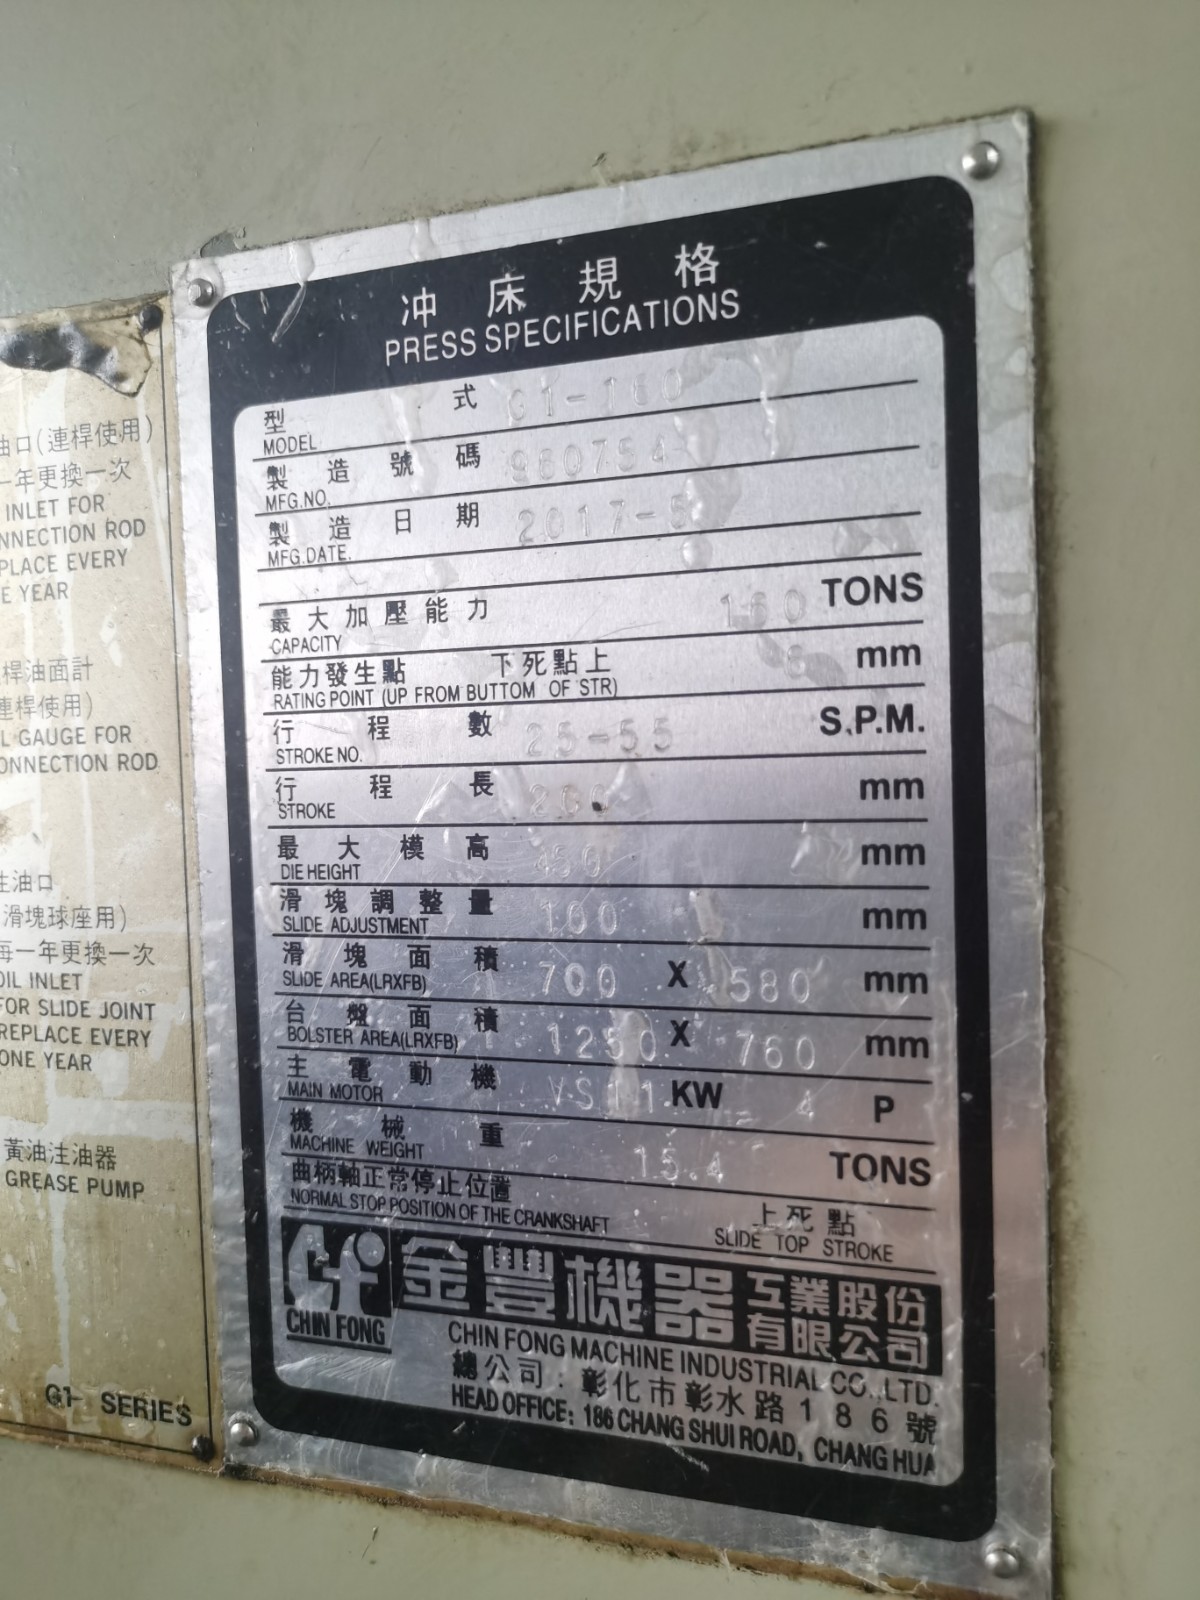 油口(連桿使用)
一年更換一次
INLET FOR
NNECTION ROD
PLACE EVERY
E YEAR
桿油面計
連桿使用)
L GAUGE FOR
ONNECTION ROD
注油口
滑塊球座用)
每一年更換一次
OIL INLET
FOR SLIDE JOINT
REPLACE EVERY
ONE YEAR
黃油注油器
GREASE PUMP
G1- SERIES
冲床規格
PRESS SPECIFICATIONS
型式 G1-160
MODEL
製造號碼
MFG.NO.
製造日期 2017-5
MFG.DATE.
最大加壓能力 160 TONS
CAPACITY
能力發生點 下死點上 mm
RATING POINT (UP FROM BUTTOM OF STR)
行程數 25-55 S.P.M.
STROKE NO.
行程長 200 mm
STROKE
最大模高 450 mm
DIE HEIGHT
滑塊調整量 100 mm
SLIDE ADJUSTMENT
滑塊面積 700 X 580 mm
SLIDE AREA(LRXFB)
台盤面積 1250 X 760 mm
BOLSTER AREA(LRXFB)
主電動機 VS11 KW 4 P
MAIN MOTOR
機械重 15.4 TONS
MACHINE WEIGHT
曲柄軸正常停止位置 上死點
NORMAL STOP POSITION OF THE CRANKSHAFT SLIDE TOP STROKE
金豐機器工業股份有限公司
CHIN FONG
CHIN FONG MACHINE INDUSTRIAL CO.,LTD.
總公司:彰化市彰水路186號
HEAD OFFICE: 186 CHANG SHUI ROAD, CHANG HUA